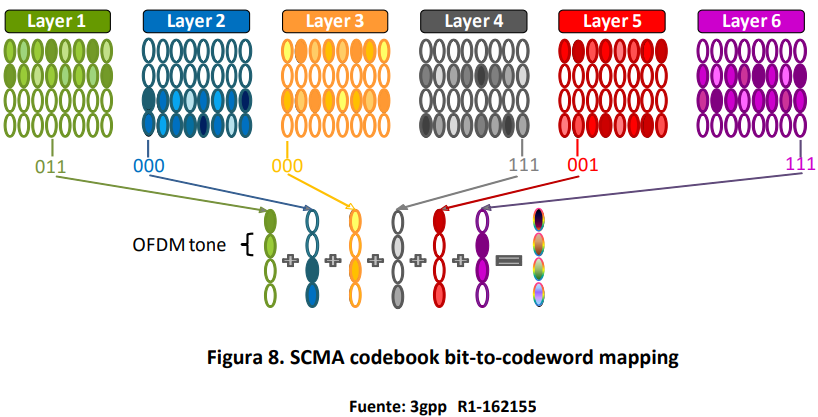 Layer 1 Layer 2 Layer 3 Layer 4 Layer 5 Layer 6
011 000 000 111 001 111
OFDM tone
Figura 8. SCMA codebook bit-to-codeword mapping
Fuente: 3gpp R1-162155